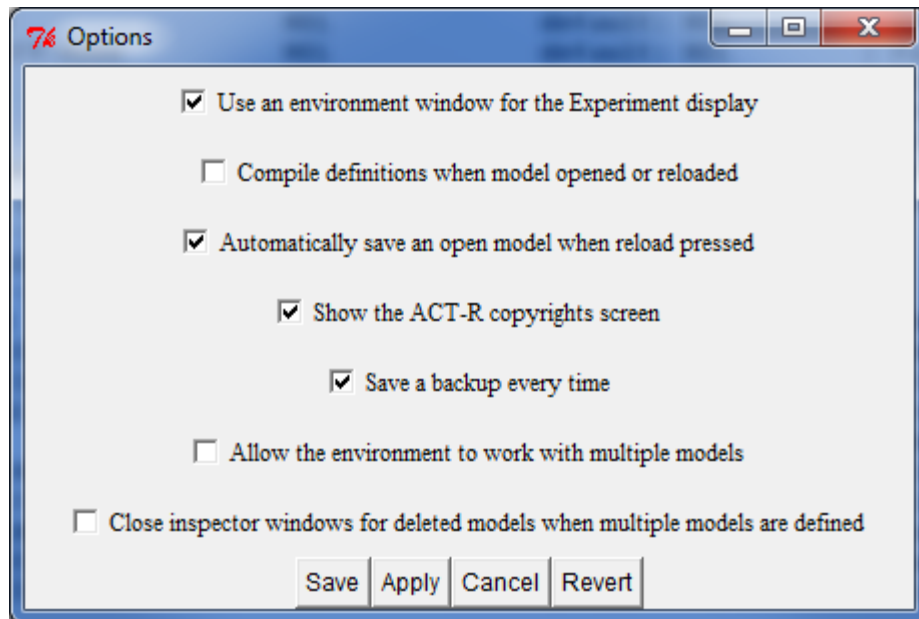 Options
Use an environment window for the Experiment display
Compile definitions when model opened or reloaded
Automatically save an open model when reload pressed
Show the ACT-R copyrights screen
Save a backup every time
Allow the environment to work with multiple models
Close inspector windows for deleted models when multiple models are defined
Save Apply Cancel Revert